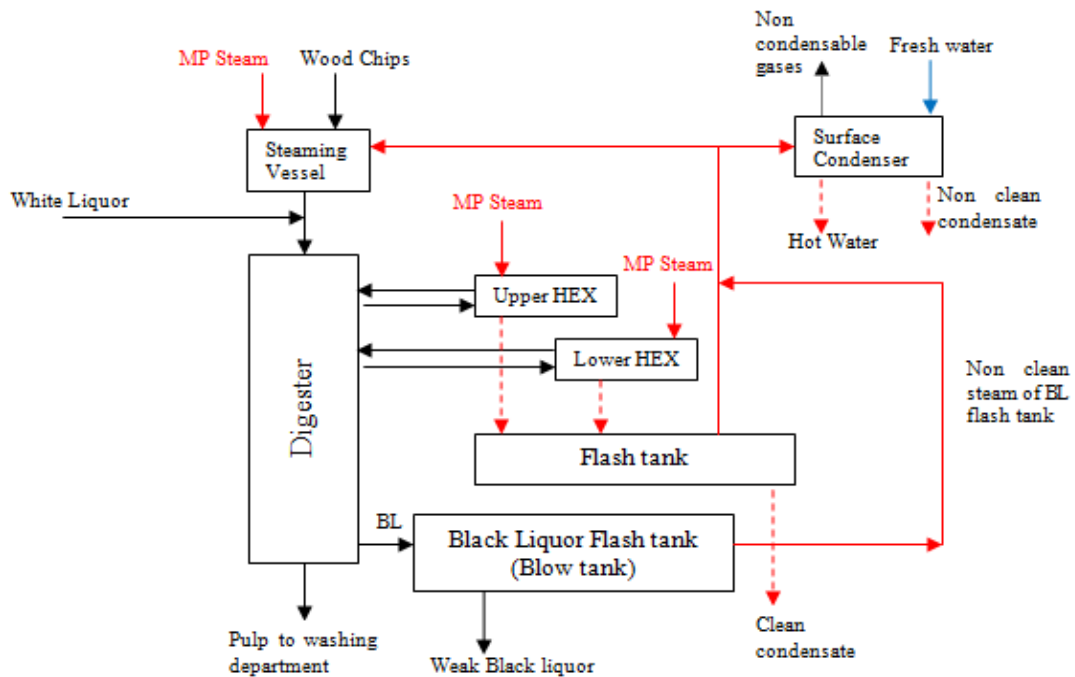 Non
condensable
gases
Fresh water
MP Steam
Wood Chips
Steaming
Vessel
Surface
Condenser
White Liquor
MP Steam
Hot Water
Non clean
condensate
MP Steam
Upper HEX
Lower HEX
Digester
Non clean
steam of BL
flash tank
Flash tank
BL
Black Liquor Flash tank
(Blow tank)
Pulp to washing
department
Weak Black liquor
Clean
condensate